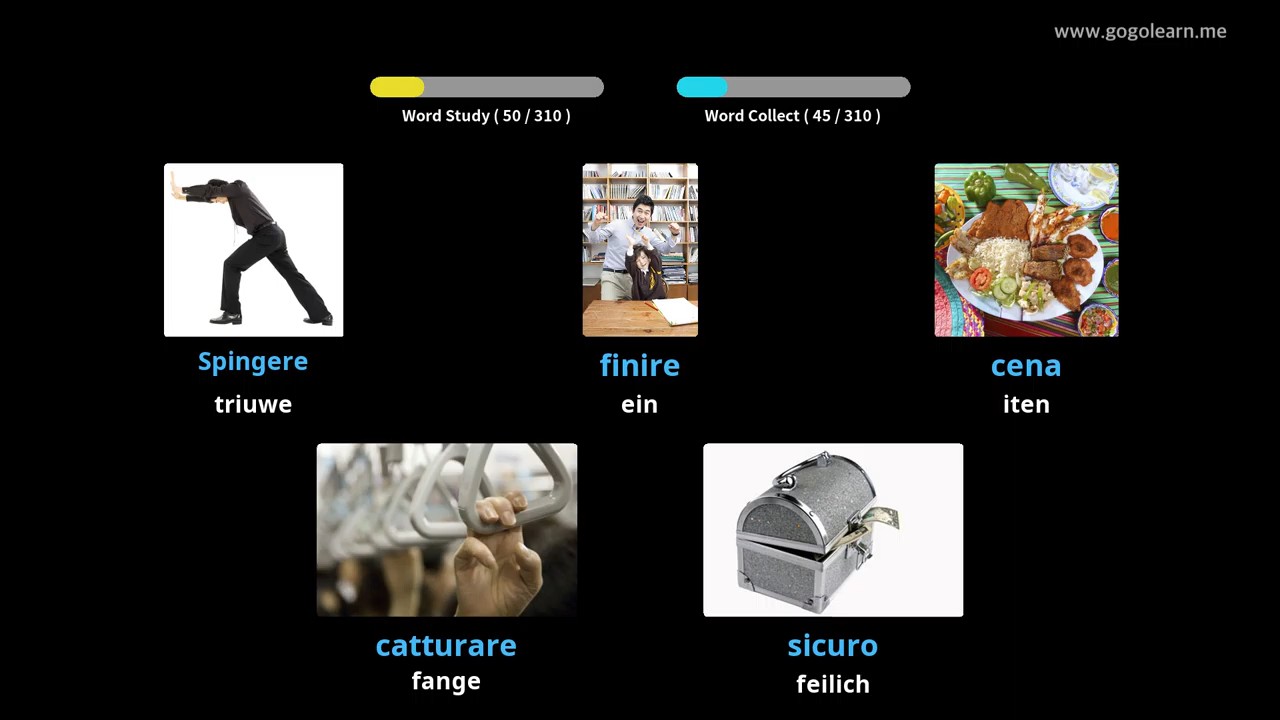 www.gogolearn.me
Word Study ( 50 / 310 )
Word Collect ( 45 / 310 )
Spingere
triuwe
finire
ein
cena
iten
catturare
fange
sicuro
feilich